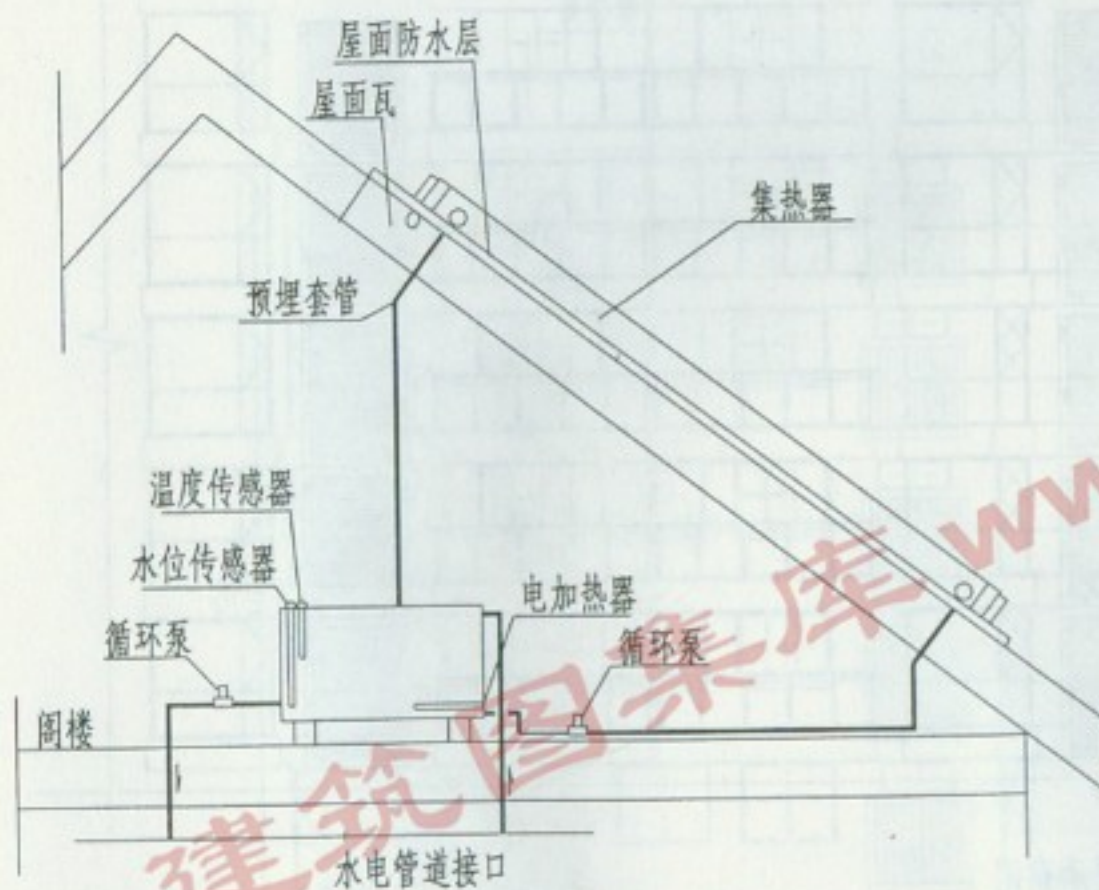 屋面防水层
屋面瓦
集热器
预埋套管
温度传感器
水位传感器
电加热器
循环泵
循环泵
阁楼
水电管道接口
建筑图集库 ww